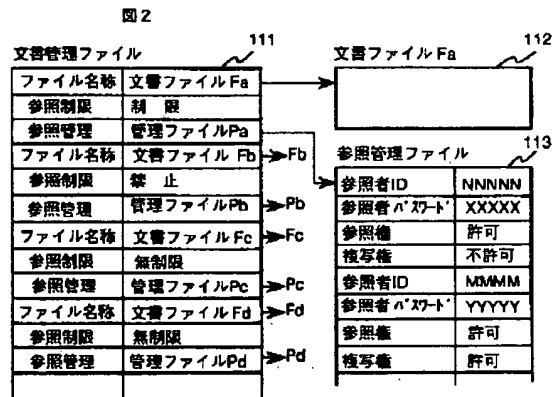 図2
文書管理ファイル 111
ファイル名称 文書ファイルFa
参照制限 制 限
参照管理 管理ファイルPa
ファイル名称 文書ファイル Fb Fb
参照制限 禁 止
参照管理 管理ファイルPb Pb
ファイル名称 文書ファイル Fc Fc
参照制限 無制限
参照管理 管理ファイルPc Pc
ファイル名称 文書ファイル Fd Fd
参照制限 無制限
参照管理 管理ファイルPd Pd
文書ファイル Fa 112
参照管理ファイル 113
参照者ID NNNNN
参照者パスワード XXXXX
参照権 許可
複写権 不許可
参照者ID MMMM
参照者パスワード YYYYY
参照権 許可
複写権 許可